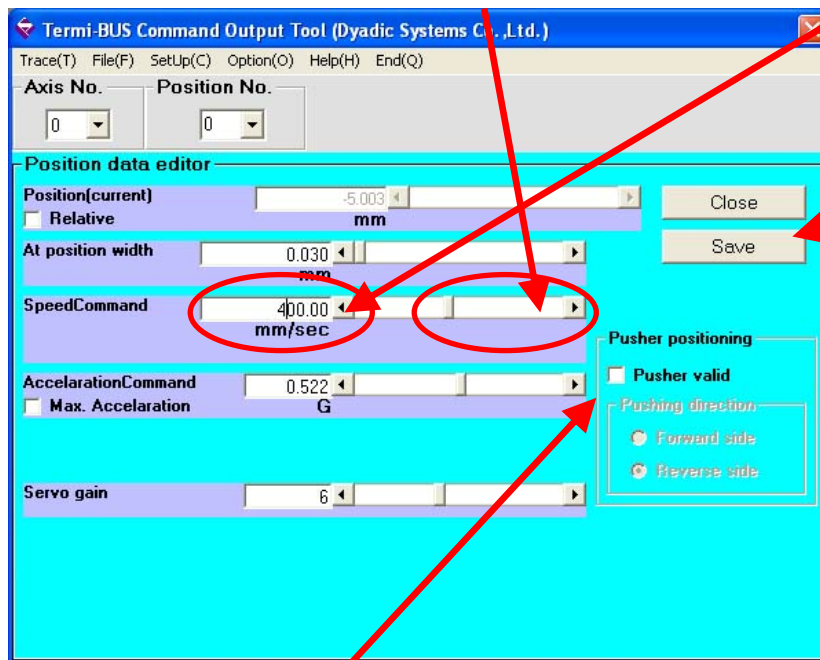 Termi-BUS Command Output Tool (Dyadic Systems Co.,Ltd.)
Trace(T) File(F) SetUp(C) Option(O) Help(H) End(Q)
Axis No. Position No.
0 0
Position data editor
Position(current) -5.003
Relative mm
Close
Save
At position width 0.030
mm
SpeedCommand 400.00
mm/sec
Pusher positioning
Pusher valid
Pushing direction
Forward side
Reverse side
AccelarationCommand 0.522
Max. Accelaration G
Servo gain 6